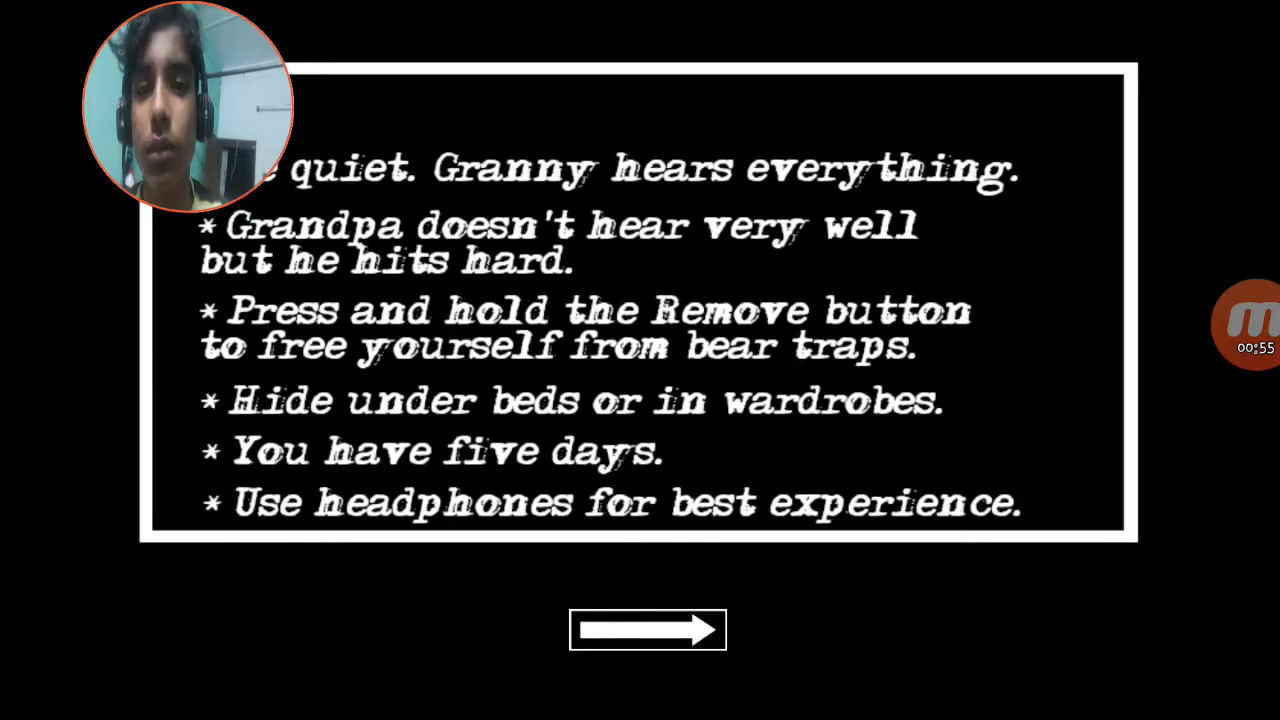 quiet. Granny hears everything.
* Grandpa doesn't hear very well
but he hits hard.
* Press and hold the Remove button
to free yourself from bear traps.
* Hide under beds or in wardrobes.
* You have five days.
* Use headphones for best experience.
00:55